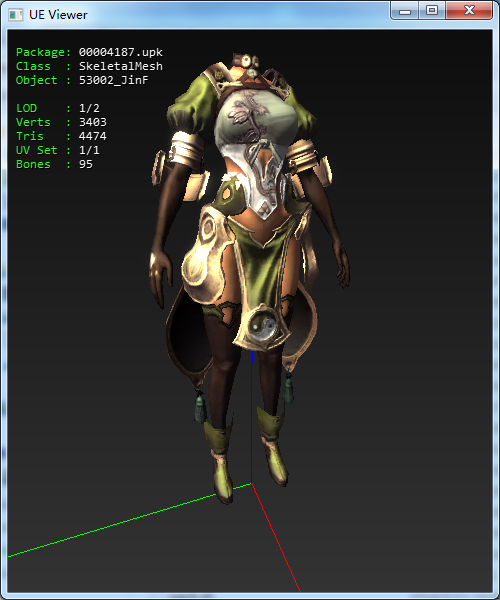 UE Viewer
Package: 00004187.upk
Class : SkeletalMesh
Object : 53002_JinF
LOD : 1/2
Verts : 3403
Tris : 4474
UV Set : 1/1
Bones : 95